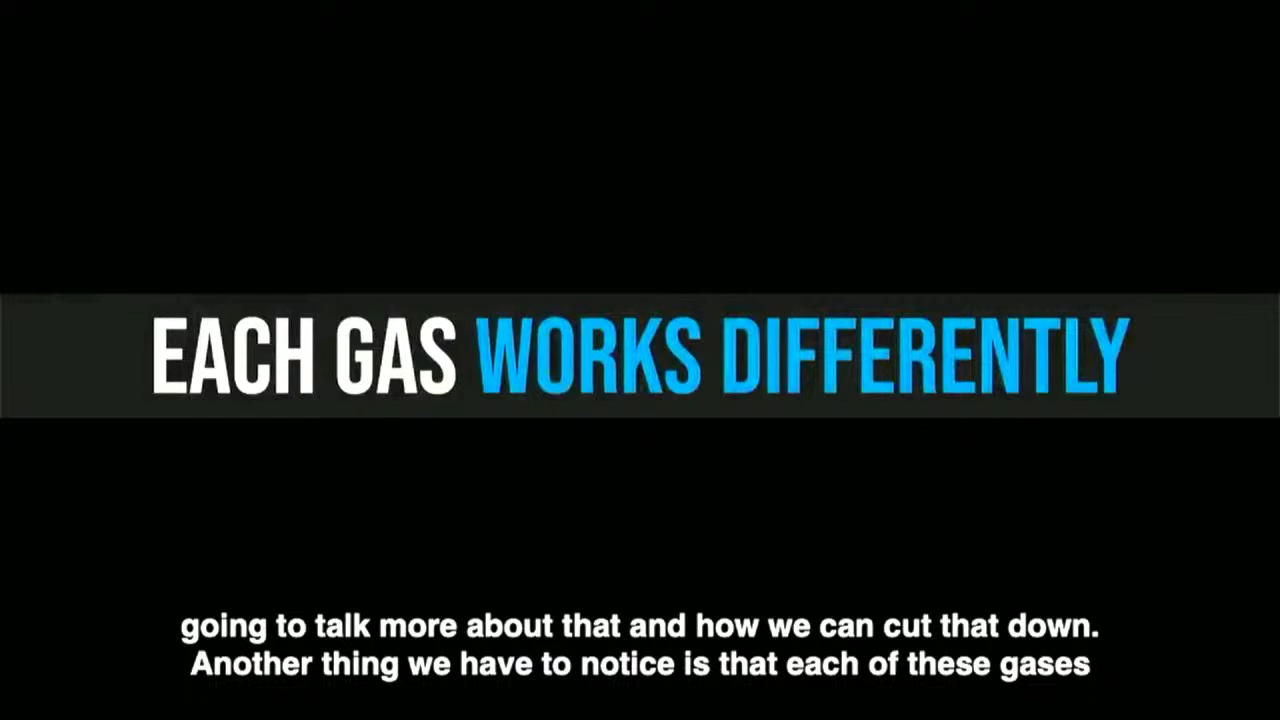 EACH GAS WORKS DIFFERENTLY
going to talk more about that and how we can cut that down.
Another thing we have to notice is that each of these gases